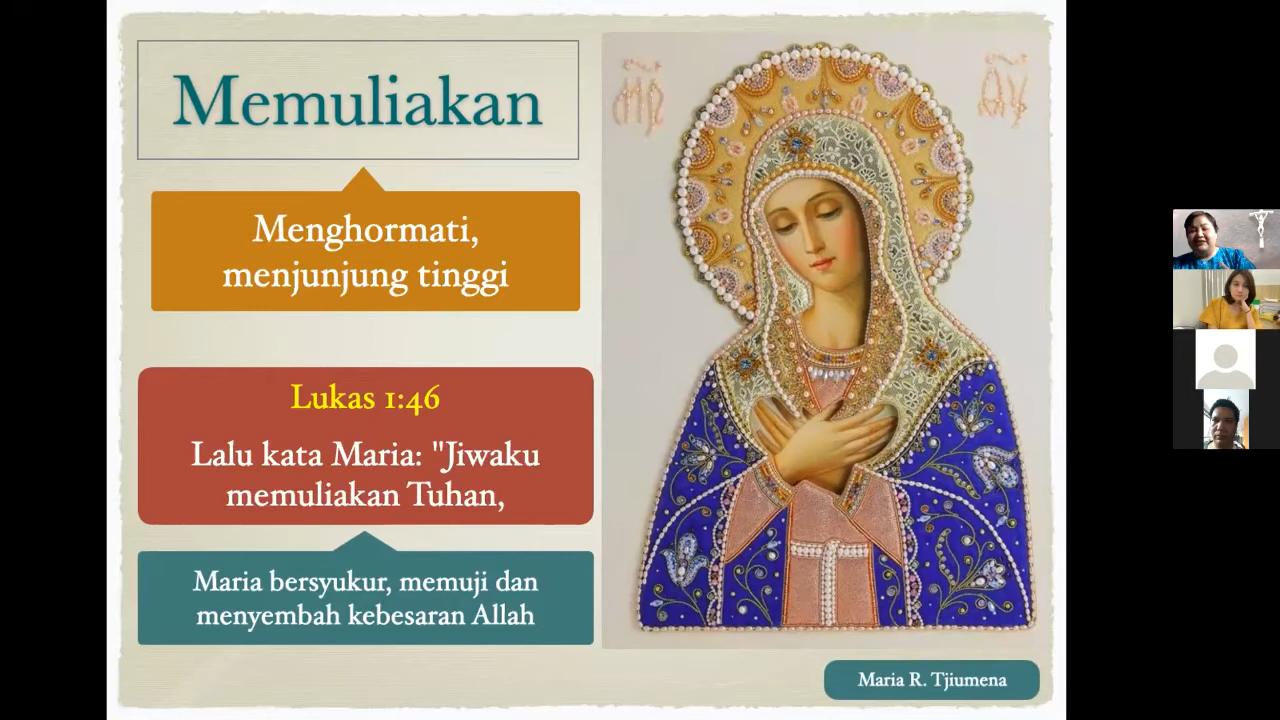 Memuliakan
Menghormati,
menjunjung tinggi
Lukas 1:46
Lalu kata Maria: "Jiwaku
memuliakan Tuhan,
Maria bersyukur, memuji dan
menyembah kebesaran Allah
Maria R. Tjiumena